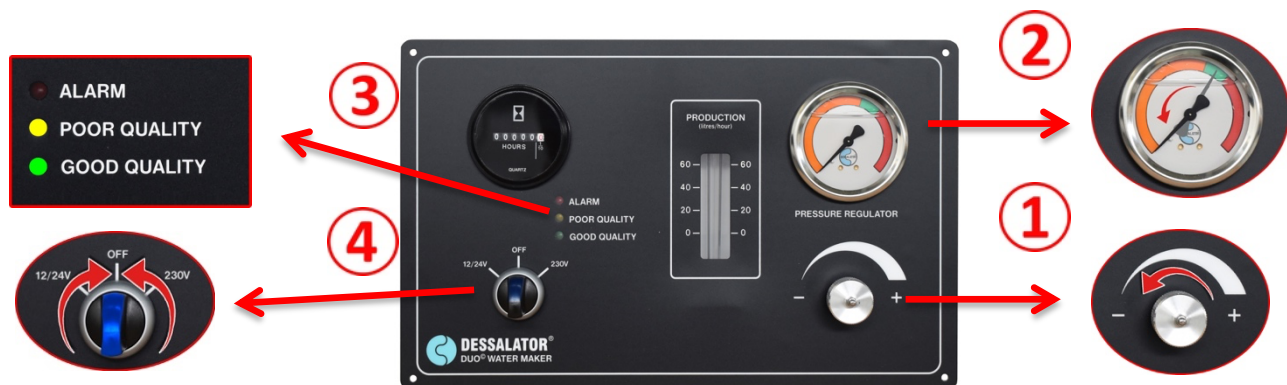 ALARM
POOR QUALITY
GOOD QUALITY
3
HOURS
QUARTZ
ALARM
POOR QUALITY
GOOD QUALITY
PRODUCTION
(litres/hour)
60 60
40 40
20 20
0 0
PRESSURE REGULATOR
- +
2
1
- +
4
OFF
12/24V 230V
OFF
12/24V 230V
DESSALATOR®
DUO© WATER MAKER